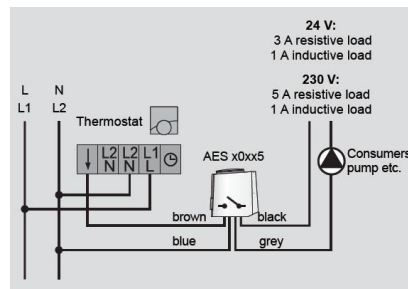 24 V:
3 A resistive load
1 A inductive load
230 V:
5 A resistive load
1 A inductive load
L N
L1 L2
Thermostat
L2 L2 L1
N N L
AES x0xx5
Consumers
pump etc.
brown black
blue grey